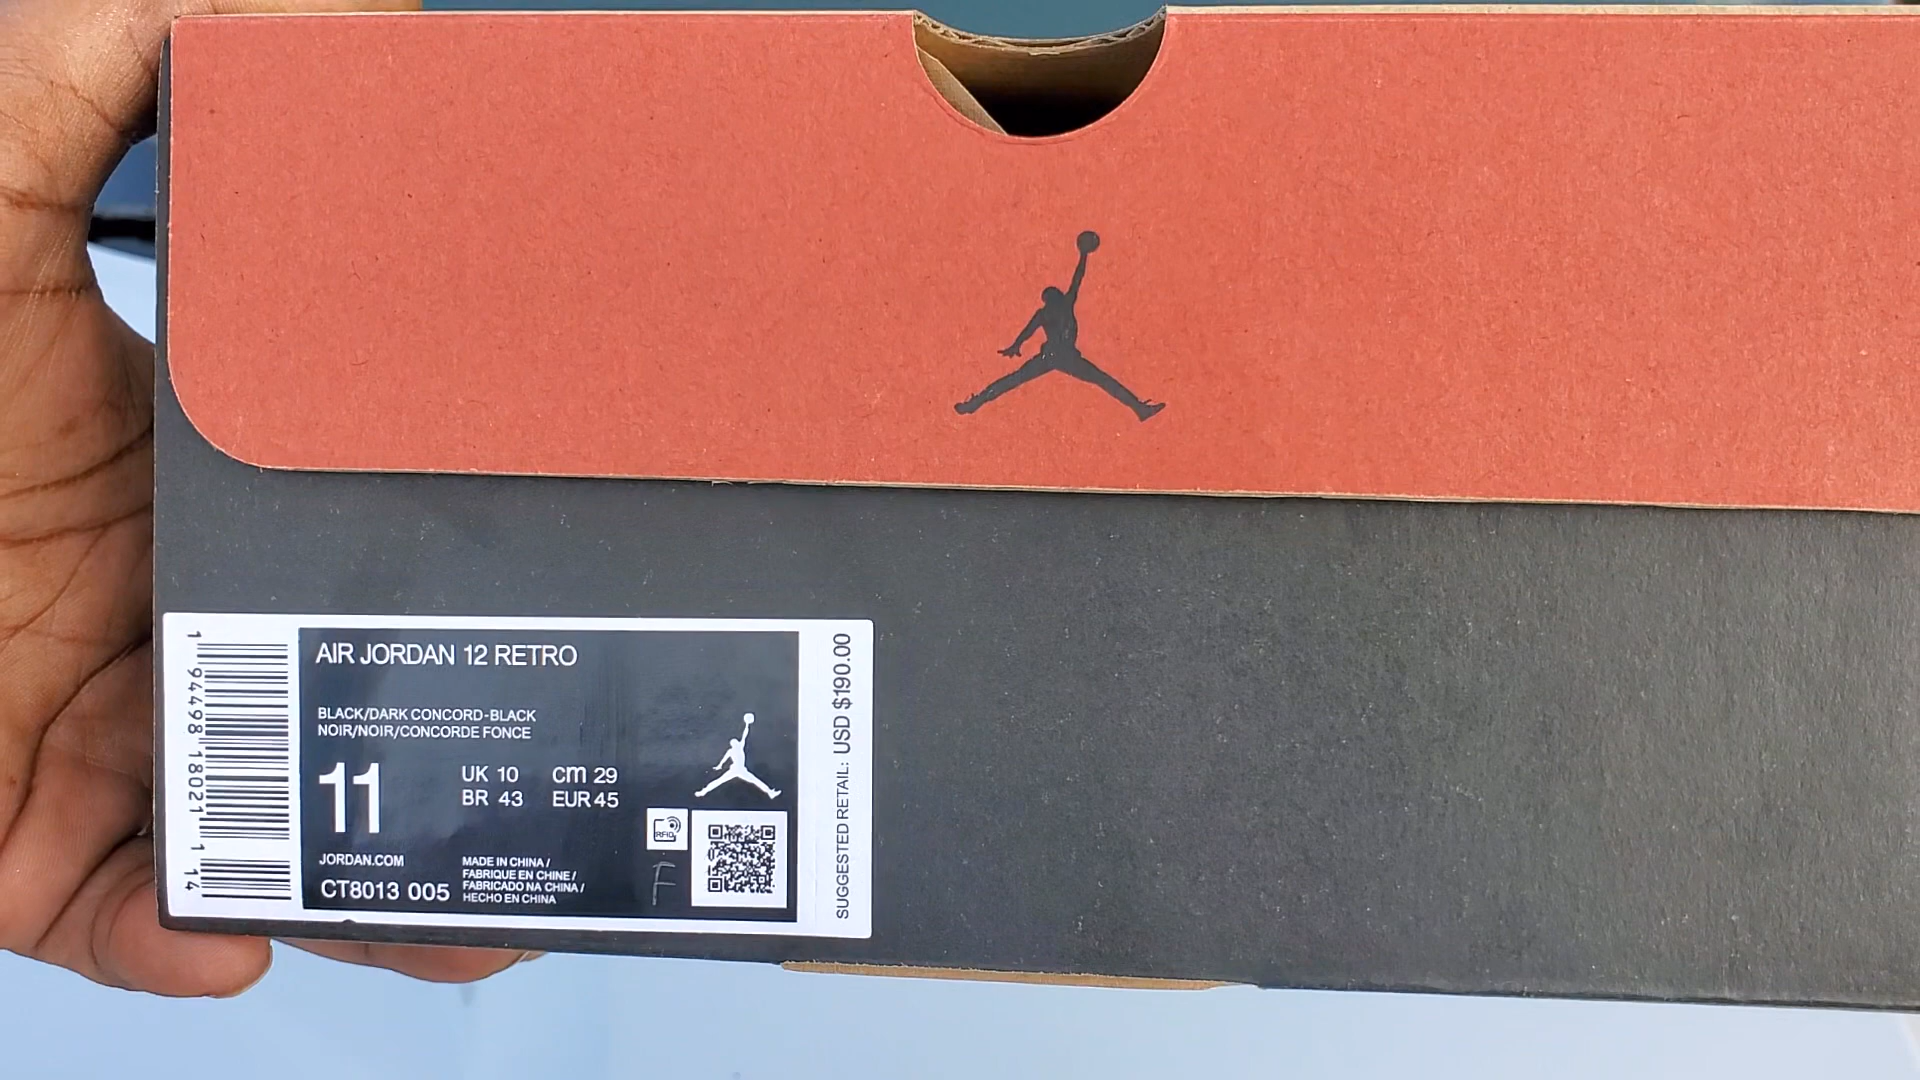 AIR JORDAN 12 RETRO
BLACK/DARK CONCORD-BLACK
NOIR/NOIR/CONCORDE FONCE
11
UK 10 cm 29
BR 43 EUR 45
JORDAN.COM
CT8013 005
MADE IN CHINA /
FABRIQUE EN CHINE /
FABRICADO NA CHINA /
HECHO EN CHINA
RFID
F
SUGGESTED RETAIL: USD $190.00
1 94498 18021 1 14